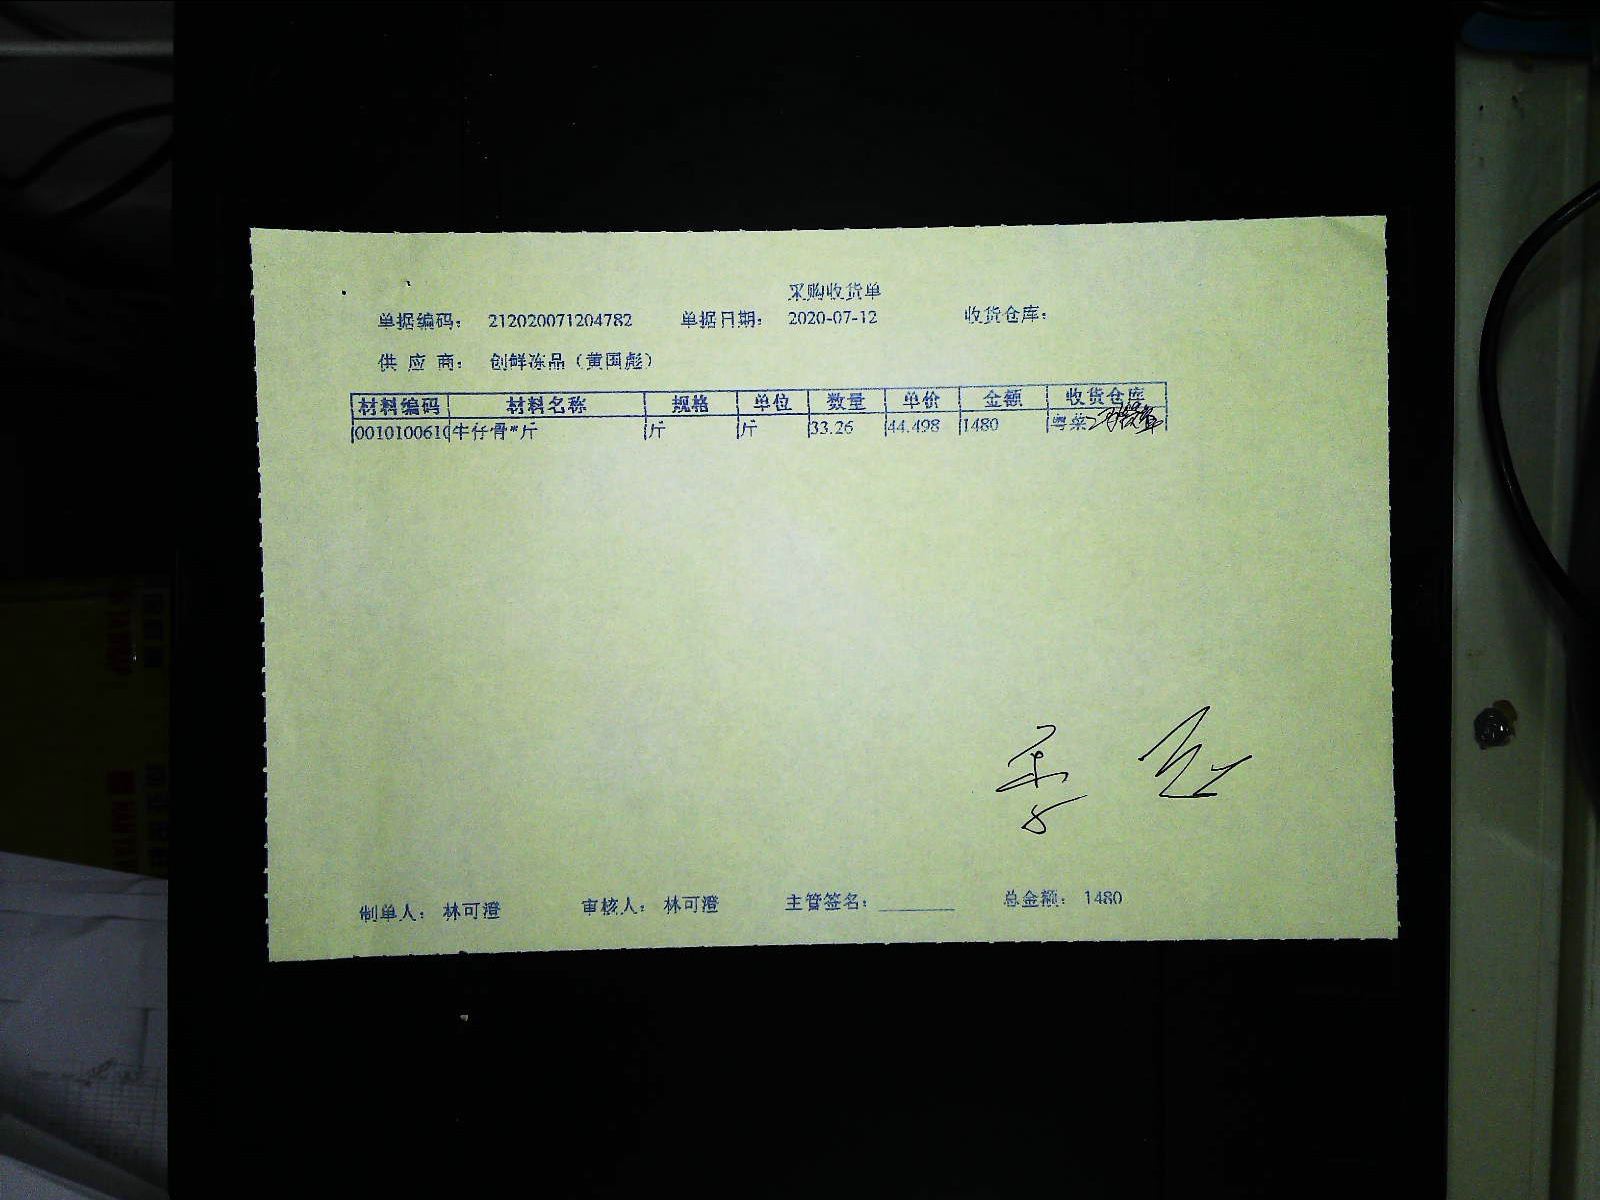 采购收货单
单据编码： 212020071204782 单据日期： 2020-07-12 收货仓库：
供 应 商： 创鲜冻品（黄国彪）
材料编码 材料名称 规格 单位 数量 单价 金额 收货仓库
0010100610 牛仔骨*斤 斤 斤 33.26 44.498 1480 粤菜
制单人： 林可澄 审核人： 林可澄 主管签名： 总金额： 1480